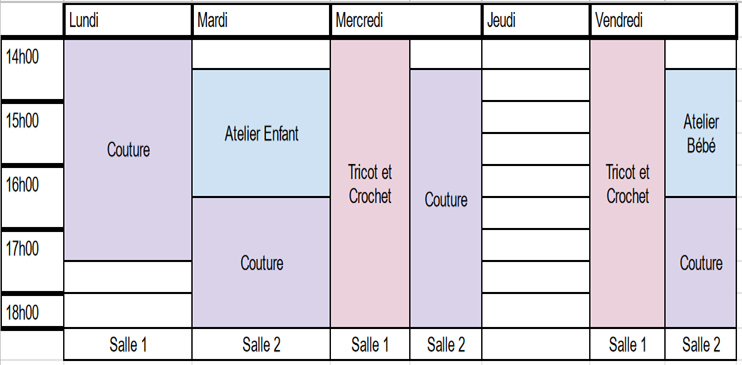 Lundi Mardi Mercredi Jeudi Vendredi
14h00
15h00
Atelier Enfant
Atelier
Bébé
Couture
16h00
Tricot et
Crochet
Couture
Tricot et
Crochet
17h00
Couture
Couture
18h00
Salle 1 Salle 2 Salle 1 Salle 2 Salle 1 Salle 2